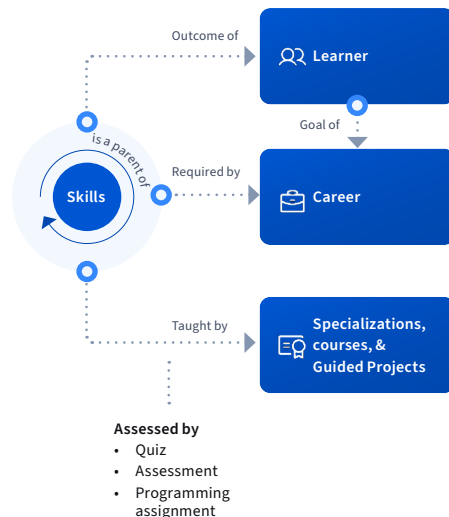 Outcome of
Learner
Goal of
is a parent of
Skills
Required by
Career
Taught by
Specializations,
courses, &
Guided Projects
Assessed by
• Quiz
• Assessment
• Programming
assignment